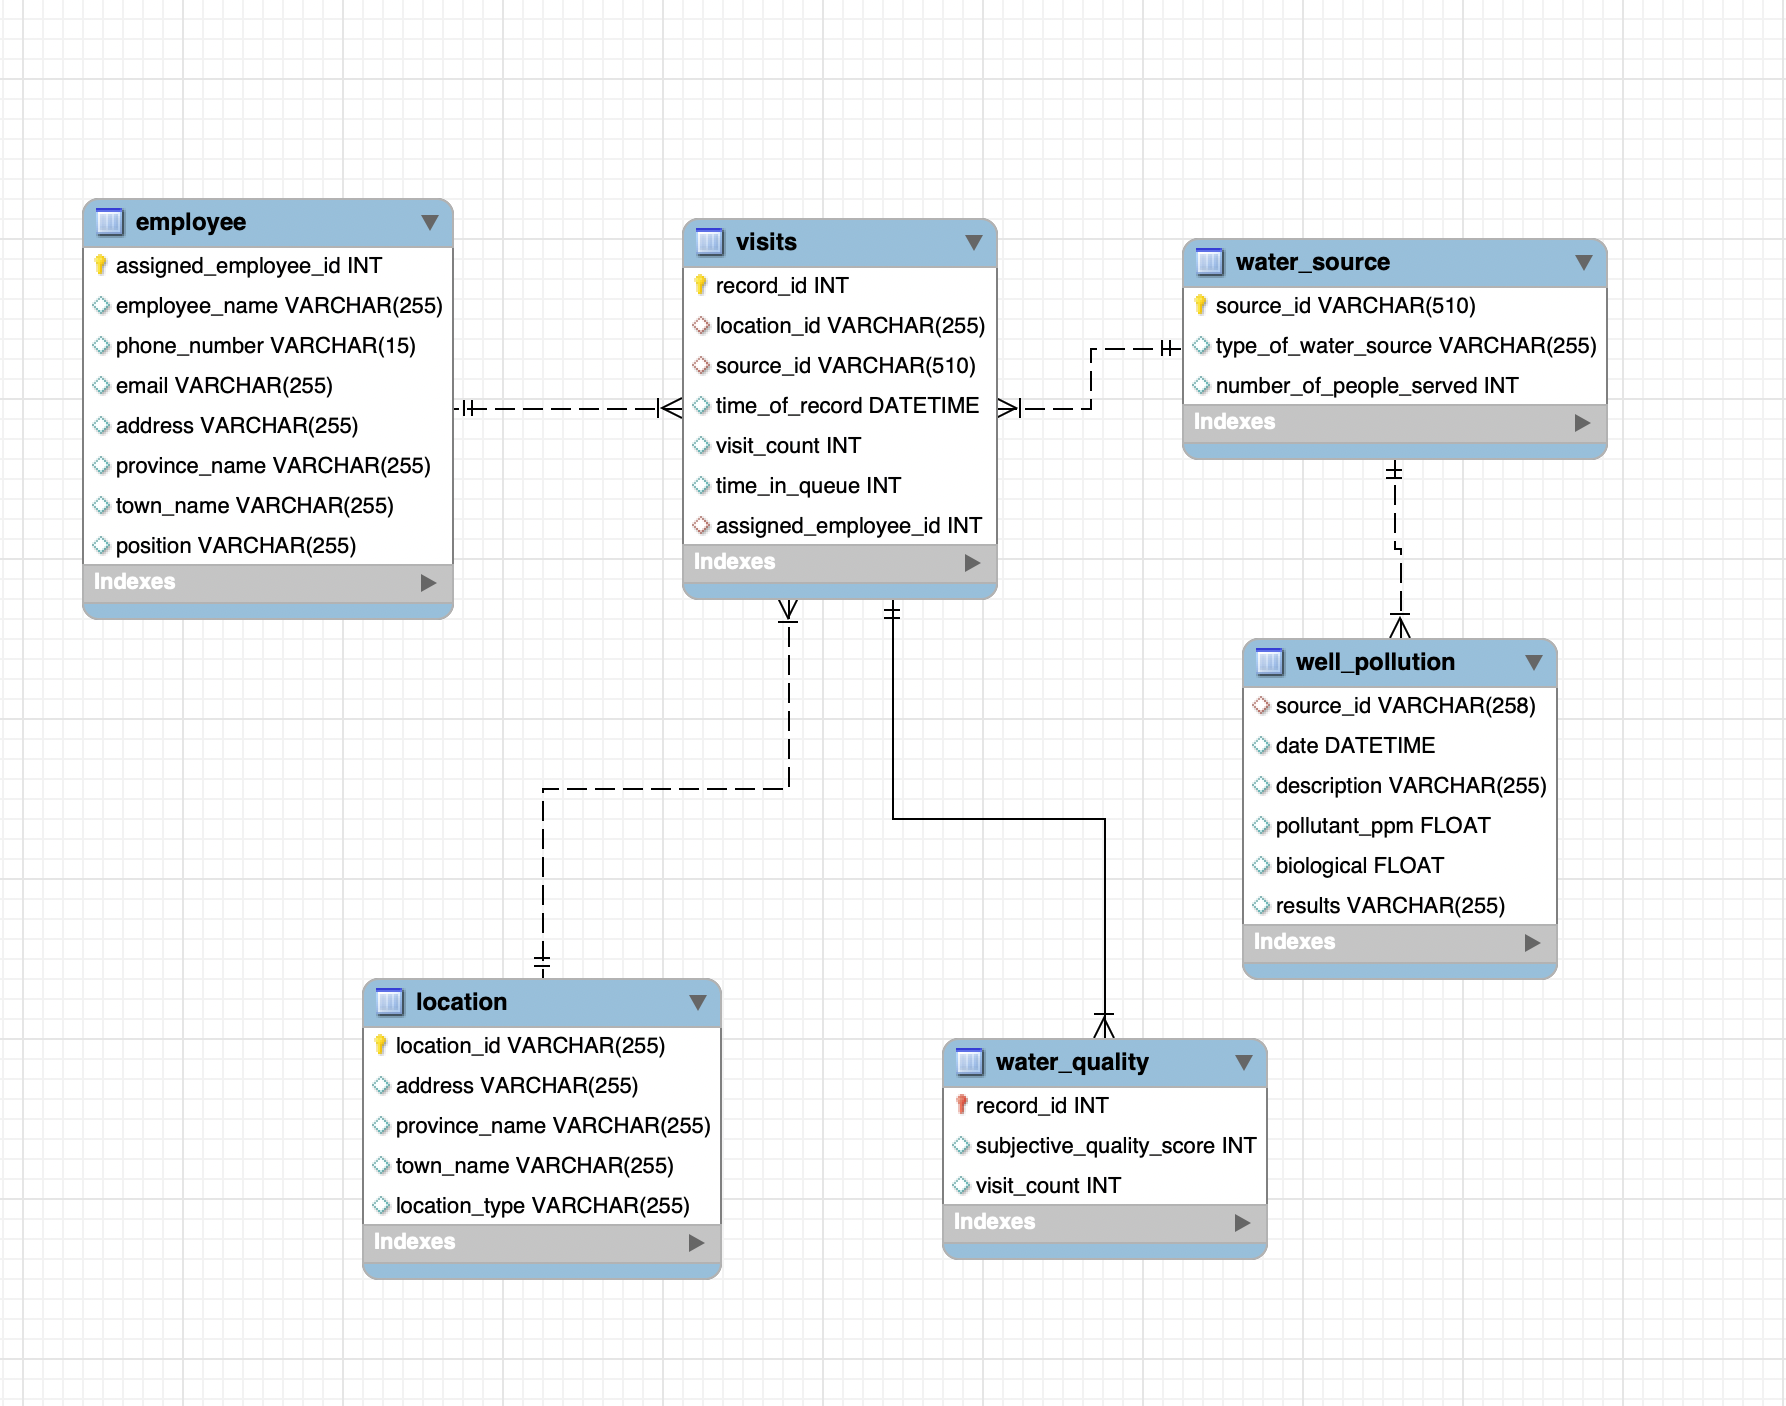 employee
assigned_employee_id INT
employee_name VARCHAR(255)
phone_number VARCHAR(15)
email VARCHAR(255)
address VARCHAR(255)
province_name VARCHAR(255)
town_name VARCHAR(255)
position VARCHAR(255)
Indexes
visits
record_id INT
location_id VARCHAR(255)
source_id VARCHAR(510)
time_of_record DATETIME
visit_count INT
time_in_queue INT
assigned_employee_id INT
Indexes
water_source
source_id VARCHAR(510)
type_of_water_source VARCHAR(255)
number_of_people_served INT
Indexes
well_pollution
source_id VARCHAR(258)
date DATETIME
description VARCHAR(255)
pollutant_ppm FLOAT
biological FLOAT
results VARCHAR(255)
Indexes
location
location_id VARCHAR(255)
address VARCHAR(255)
province_name VARCHAR(255)
town_name VARCHAR(255)
location_type VARCHAR(255)
Indexes
water_quality
record_id INT
subjective_quality_score INT
visit_count INT
Indexes